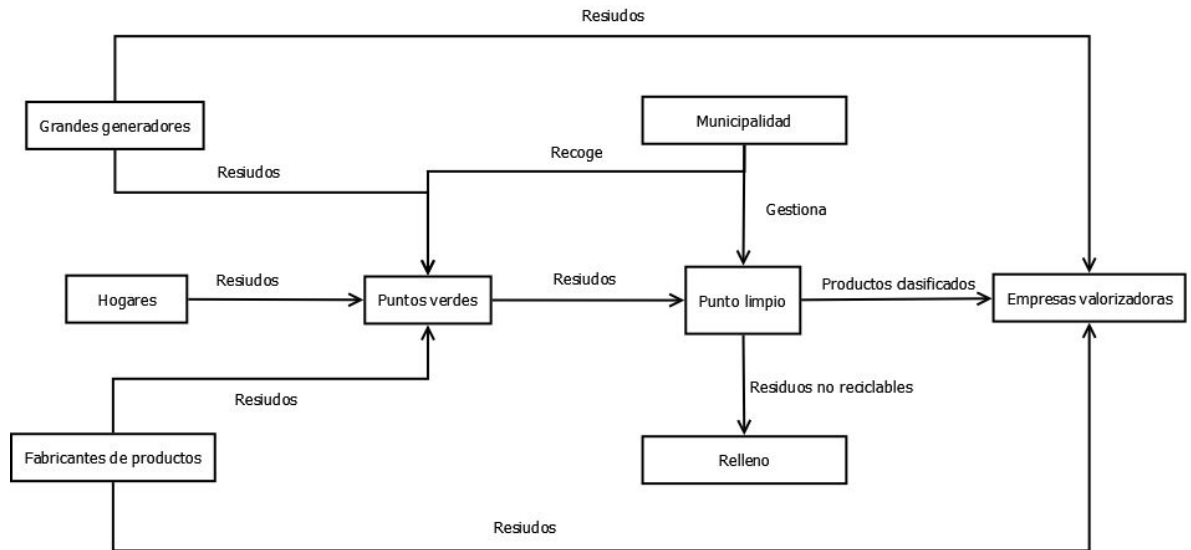 Resiudos
Grandes generadores
Municipalidad
Recoge
Resiudos
Gestiona
Hogares
Resiudos
Puntos verdes
Resiudos
Punto limpio
Productos clasificados
Empresas valorizadoras
Resiudos
Residuos no reciclables
Fabricantes de productos
Relleno
Resiudos